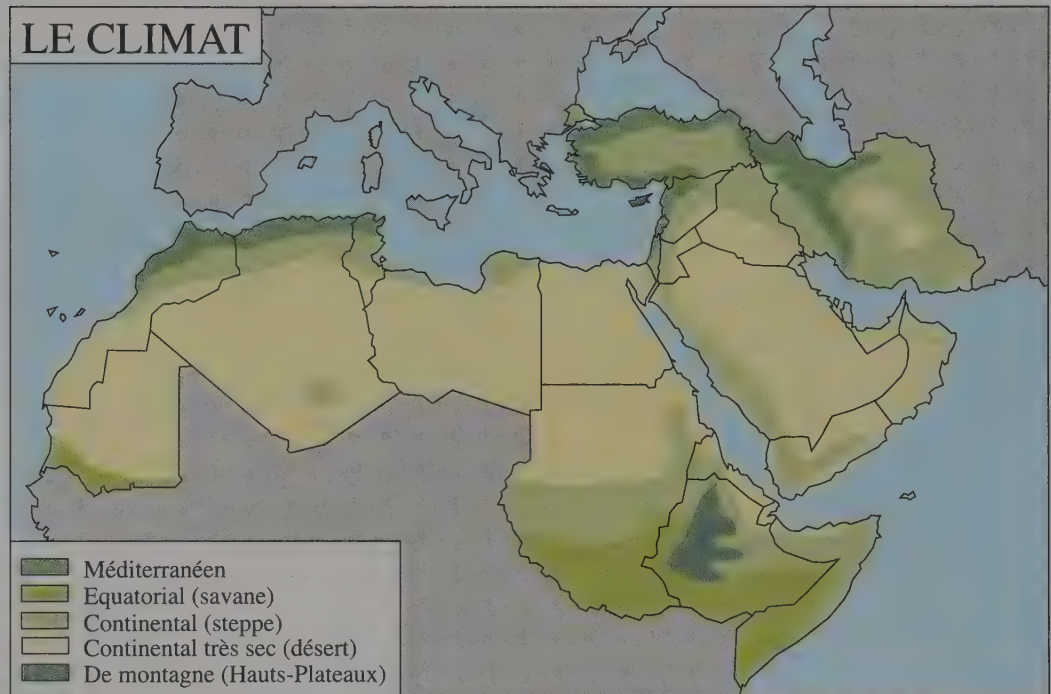 LE CLIMAT
Méditerranéen
Equatorial (savane)
Continental (steppe)
Continental très sec (désert)
De montagne (Hauts-Plateaux)